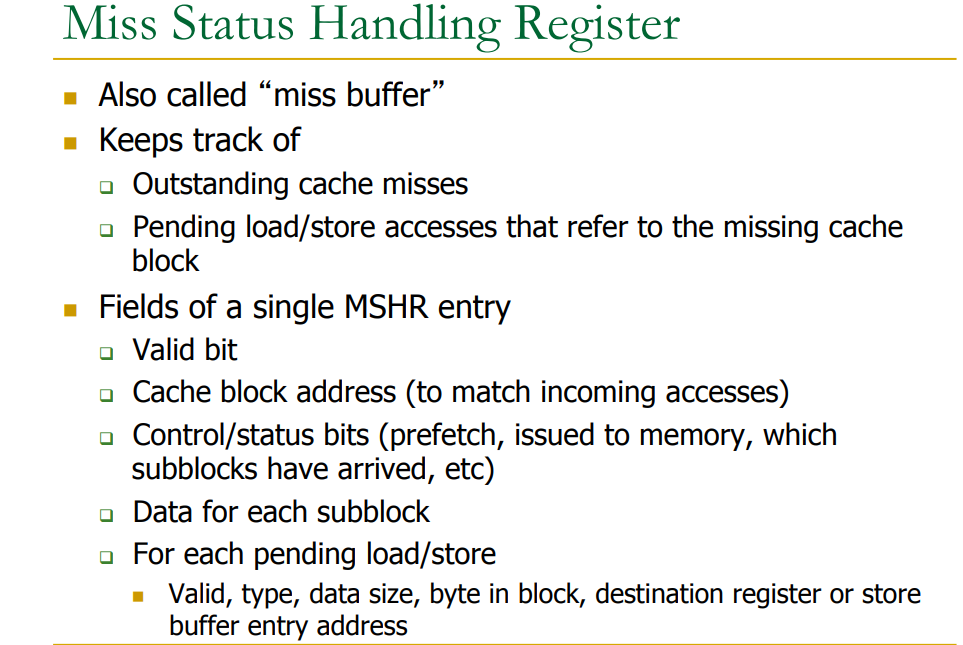 Miss Status Handling Register
Also called “miss buffer”
Keeps track of
Outstanding cache misses
Pending load/store accesses that refer to the missing cache
block
Fields of a single MSHR entry
Valid bit
Cache block address (to match incoming accesses)
Control/status bits (prefetch, issued to memory, which
subblocks have arrived, etc)
Data for each subblock
For each pending load/store
Valid, type, data size, byte in block, destination register or store
buffer entry address